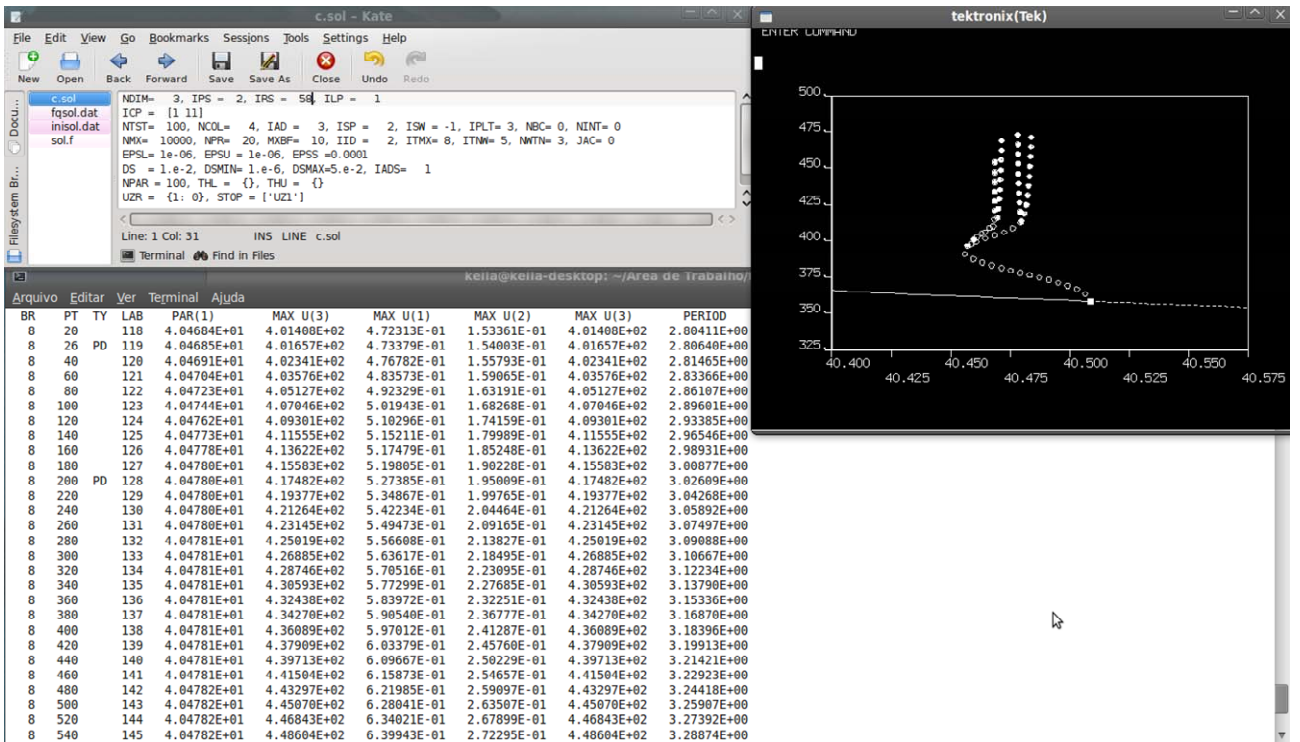 c.sol – Kate
File Edit View Go Bookmarks Sessions Tools Settings Help
New Open Back Forward Save Save As Close Undo Redo
Docu...
Filesystem Br...
c.sol
fqsol.dat
inisol.dat
sol.f
NDIM= 3, IPS = 2, IRS = 58, ILP = 1
ICP = [1 11]
NTST= 100, NCOL= 4, IAD = 3, ISP = 2, ISW = -1, IPLT= 3, NBC= 0, NINT= 0
NMX= 10000, NPR= 20, MXBF= 10, IID = 2, ITMX= 8, ITNW= 5, NWTN= 3, JAC= 0
EPSL= 1e-06, EPSU = 1e-06, EPSS =0.0001
DS = 1.e-2, DSMIN= 1.e-6, DSMAX=5.e-2, IADS= 1
NPAR = 100, THL = {}, THU = {}
UZR = {1: 0}, STOP = ['UZ1']
Line: 1 Col: 31 INS LINE c.sol
Terminal Find in Files
tektronix(Tek)
ENTER COMMAND
500.
475.
450.
425.
400.
375.
350.
325.
40.400 40.450 40.500 40.550
40.425 40.475 40.525 40.575
kella@kella-desktop: ~/Area de Trabalho/
Arquivo Editar Ver Terminal Ajuda
BR PT TY LAB PAR(1) MAX U(3) MAX U(1) MAX U(2) MAX U(3) PERIOD
8 20 118 4.04684E+01 4.01408E+02 4.72313E-01 1.53361E-01 4.01408E+02 2.80411E+00
8 26 PD 119 4.04685E+01 4.01657E+02 4.73379E-01 1.54003E-01 4.01657E+02 2.80640E+00
8 40 120 4.04691E+01 4.02341E+02 4.76782E-01 1.55793E-01 4.02341E+02 2.81465E+00
8 60 121 4.04704E+01 4.03576E+02 4.83573E-01 1.59065E-01 4.03576E+02 2.83366E+00
8 80 122 4.04723E+01 4.05127E+02 4.92329E-01 1.63191E-01 4.05127E+02 2.86107E+00
8 100 123 4.04744E+01 4.07046E+02 5.01943E-01 1.68268E-01 4.07046E+02 2.89601E+00
8 120 124 4.04762E+01 4.09301E+02 5.10296E-01 1.74159E-01 4.09301E+02 2.93385E+00
8 140 125 4.04773E+01 4.11555E+02 5.15211E-01 1.79989E-01 4.11555E+02 2.96546E+00
8 160 126 4.04778E+01 4.13622E+02 5.17479E-01 1.85248E-01 4.13622E+02 2.98931E+00
8 180 127 4.04780E+01 4.15583E+02 5.19805E-01 1.90228E-01 4.15583E+02 3.00877E+00
8 200 PD 128 4.04780E+01 4.17482E+02 5.27385E-01 1.95009E-01 4.17482E+02 3.02609E+00
8 220 129 4.04780E+01 4.19377E+02 5.34867E-01 1.99765E-01 4.19377E+02 3.04268E+00
8 240 130 4.04780E+01 4.21264E+02 5.42234E-01 2.04464E-01 4.21264E+02 3.05892E+00
8 260 131 4.04780E+01 4.23145E+02 5.49473E-01 2.09165E-01 4.23145E+02 3.07497E+00
8 280 132 4.04781E+01 4.25019E+02 5.56608E-01 2.13827E-01 4.25019E+02 3.09088E+00
8 300 133 4.04781E+01 4.26885E+02 5.63617E-01 2.18495E-01 4.26885E+02 3.10667E+00
8 320 134 4.04781E+01 4.28746E+02 5.70516E-01 2.23095E-01 4.28746E+02 3.12234E+00
8 340 135 4.04781E+01 4.30593E+02 5.77299E-01 2.27685E-01 4.30593E+02 3.13790E+00
8 360 136 4.04781E+01 4.32438E+02 5.83972E-01 2.32251E-01 4.32438E+02 3.15336E+00
8 380 137 4.04781E+01 4.34270E+02 5.90540E-01 2.36777E-01 4.34270E+02 3.16870E+00
8 400 138 4.04781E+01 4.36089E+02 5.97012E-01 2.41287E-01 4.36089E+02 3.18396E+00
8 420 139 4.04781E+01 4.37909E+02 6.03379E-01 2.45760E-01 4.37909E+02 3.19913E+00
8 440 140 4.04781E+01 4.39713E+02 6.09667E-01 2.50229E-01 4.39713E+02 3.21421E+00
8 460 141 4.04781E+01 4.41504E+02 6.15873E-01 2.54657E-01 4.41504E+02 3.22923E+00
8 480 142 4.04782E+01 4.43297E+02 6.21985E-01 2.59097E-01 4.43297E+02 3.24418E+00
8 500 143 4.04782E+01 4.45070E+02 6.28041E-01 2.63507E-01 4.45070E+02 3.25907E+00
8 520 144 4.04782E+01 4.46843E+02 6.34021E-01 2.67899E-01 4.46843E+02 3.27392E+00
8 540 145 4.04782E+01 4.48604E+02 6.39943E-01 2.72295E-01 4.48604E+02 3.28874E+00